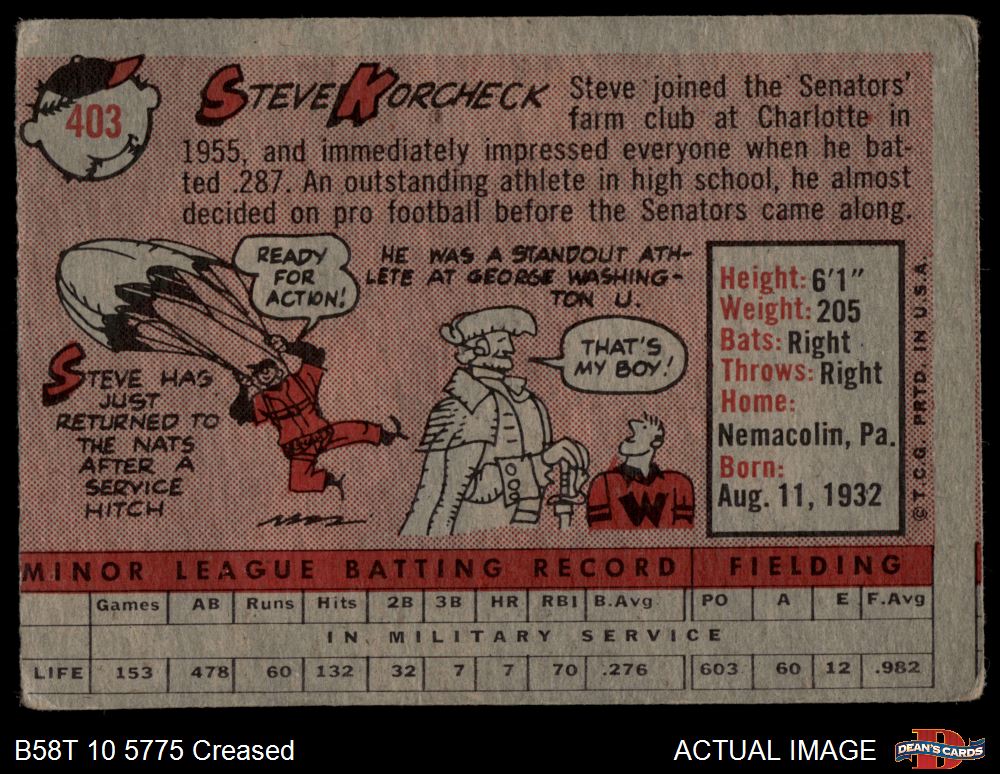 403
STEVE KORCHECK
Steve joined the Senators'
farm club at Charlotte in
1955, and immediately impressed everyone when he bat-
ted .287. An outstanding athlete in high school, he almost
decided on pro football before the Senators came along.
READY
FOR
ACTION!
HE WAS A STANDOUT ATH-
LETE AT GEORGE WASHING-
TON U.
THAT'S
MY BOY!
STEVE HAS
JUST
RETURNED TO
THE NATS
AFTER A
SERVICE
HITCH
W
Height: 6'1"
Weight: 205
Bats: Right
Throws: Right
Home:
Nemacolin, Pa.
Born:
Aug. 11, 1932
© T.C.G. PRTD. IN U.S.A.
MINOR LEAGUE BATTING RECORD FIELDING
Games AB Runs Hits 2B 3B HR RBI B.Avg. PO A E F.Avg
IN MILITARY SERVICE
LIFE 153 478 60 132 32 7 7 70 .276 603 60 12 .982
B58T 10 5775 Creased
ACTUAL IMAGE
D
DEAN'S CARDS